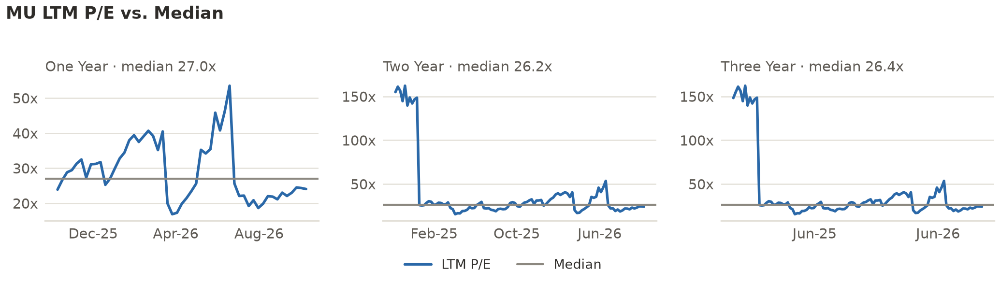 MU LTM P/E vs. Median
One Year · median 27.0x
50x
40x
30x
20x
Dec-25 Apr-26 Aug-26
Two Year · median 26.2x
150x
100x
50x
Feb-25 Oct-25 Jun-26
Three Year · median 26.4x
150x
100x
50x
Jun-25 Jun-26
LTM P/E Median